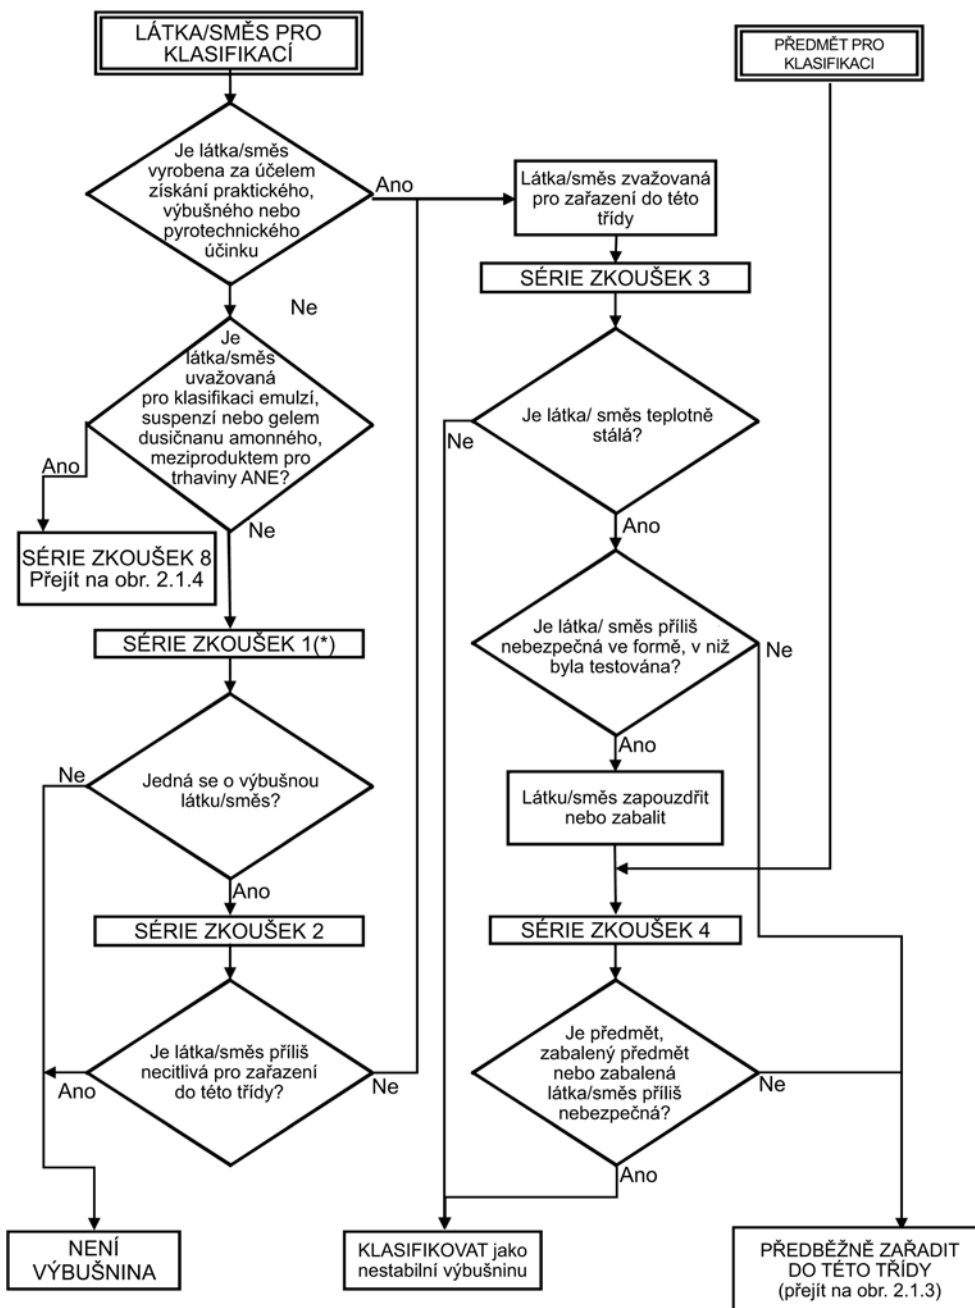 LÁTKA/SMĚS PRO
KLASIFIKACÍ
PŘEDMĚT PRO
KLASIFIKACI
Je látka/směs
vyrobena za účelem
získání praktického,
výbušného nebo
pyrotechnického
účinku
Ano
Látka/směs zvažovaná
pro zařazení do této
třídy
SÉRIE ZKOUŠEK 3
Ne
Je
látka/směs
uvažovaná
pro klasifikaci emulzí,
suspenzí nebo gelem
dusičnanu amonného,
meziproduktem pro
trhaviny ANE?
Ano
Ne
SÉRIE ZKOUŠEK 8
Přejít na obr. 2.1.4
Je látka/ směs teplotně
stálá?
Ne
Ano
SÉRIE ZKOUŠEK 1(*)
Je látka/ směs příliš
nebezpečná ve formě, v niž
byla testována?
Ne
Ano
Jedná se o výbušnou
látku/směs?
Ne
Ano
Látku/směs zapouzdřit
nebo zabalit
SÉRIE ZKOUŠEK 2
SÉRIE ZKOUŠEK 4
Je látka/směs příliš
necitlivá pro zařazení
do této třídy?
Ano
Ne
Je předmět,
zabalený předmět
nebo zabalená
látka/směs příliš
nebezpečná?
Ne
Ano
NENÍ
VÝBUŠNINA
KLASIFIKOVAT jako
nestabilní výbušninu
PŘEDBĚŽNĚ ZAŘADIT
DO TÉTO TŘÍDY
(přejít na obr. 2.1.3)